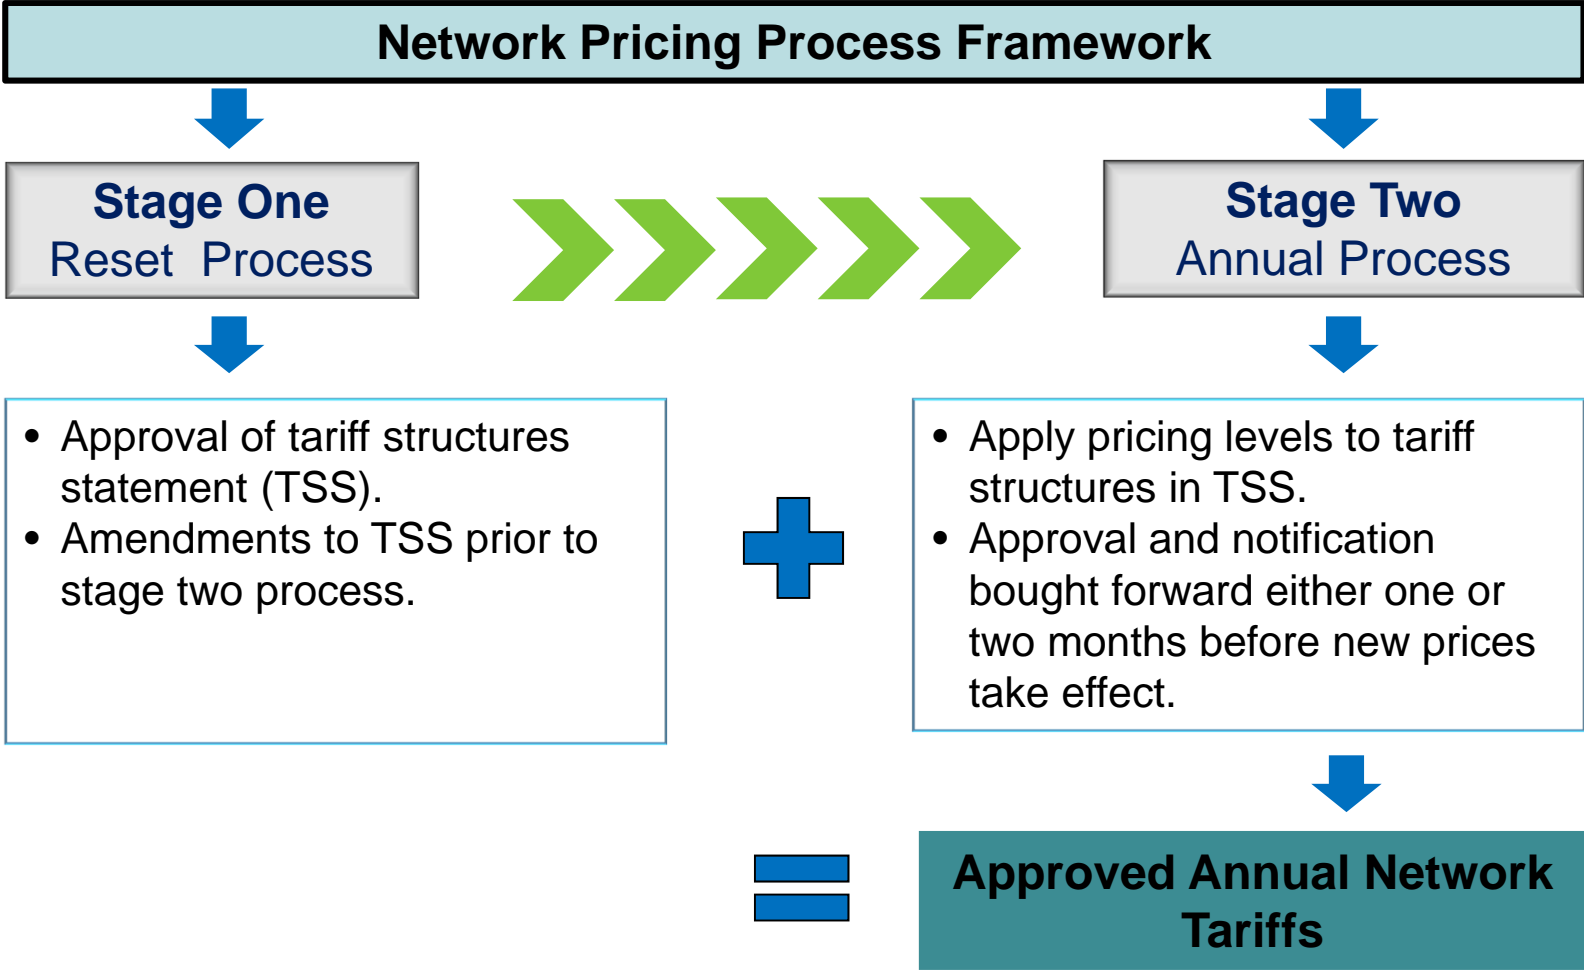 Network Pricing Process Framework
Stage One
Reset Process
Stage Two
Annual Process
• Approval of tariff structures
statement (TSS).
• Amendments to TSS prior to
stage two process.
• Apply pricing levels to tariff
structures in TSS.
• Approval and notification
bought forward either one or
two months before new prices
take effect.
Approved Annual Network
Tariffs